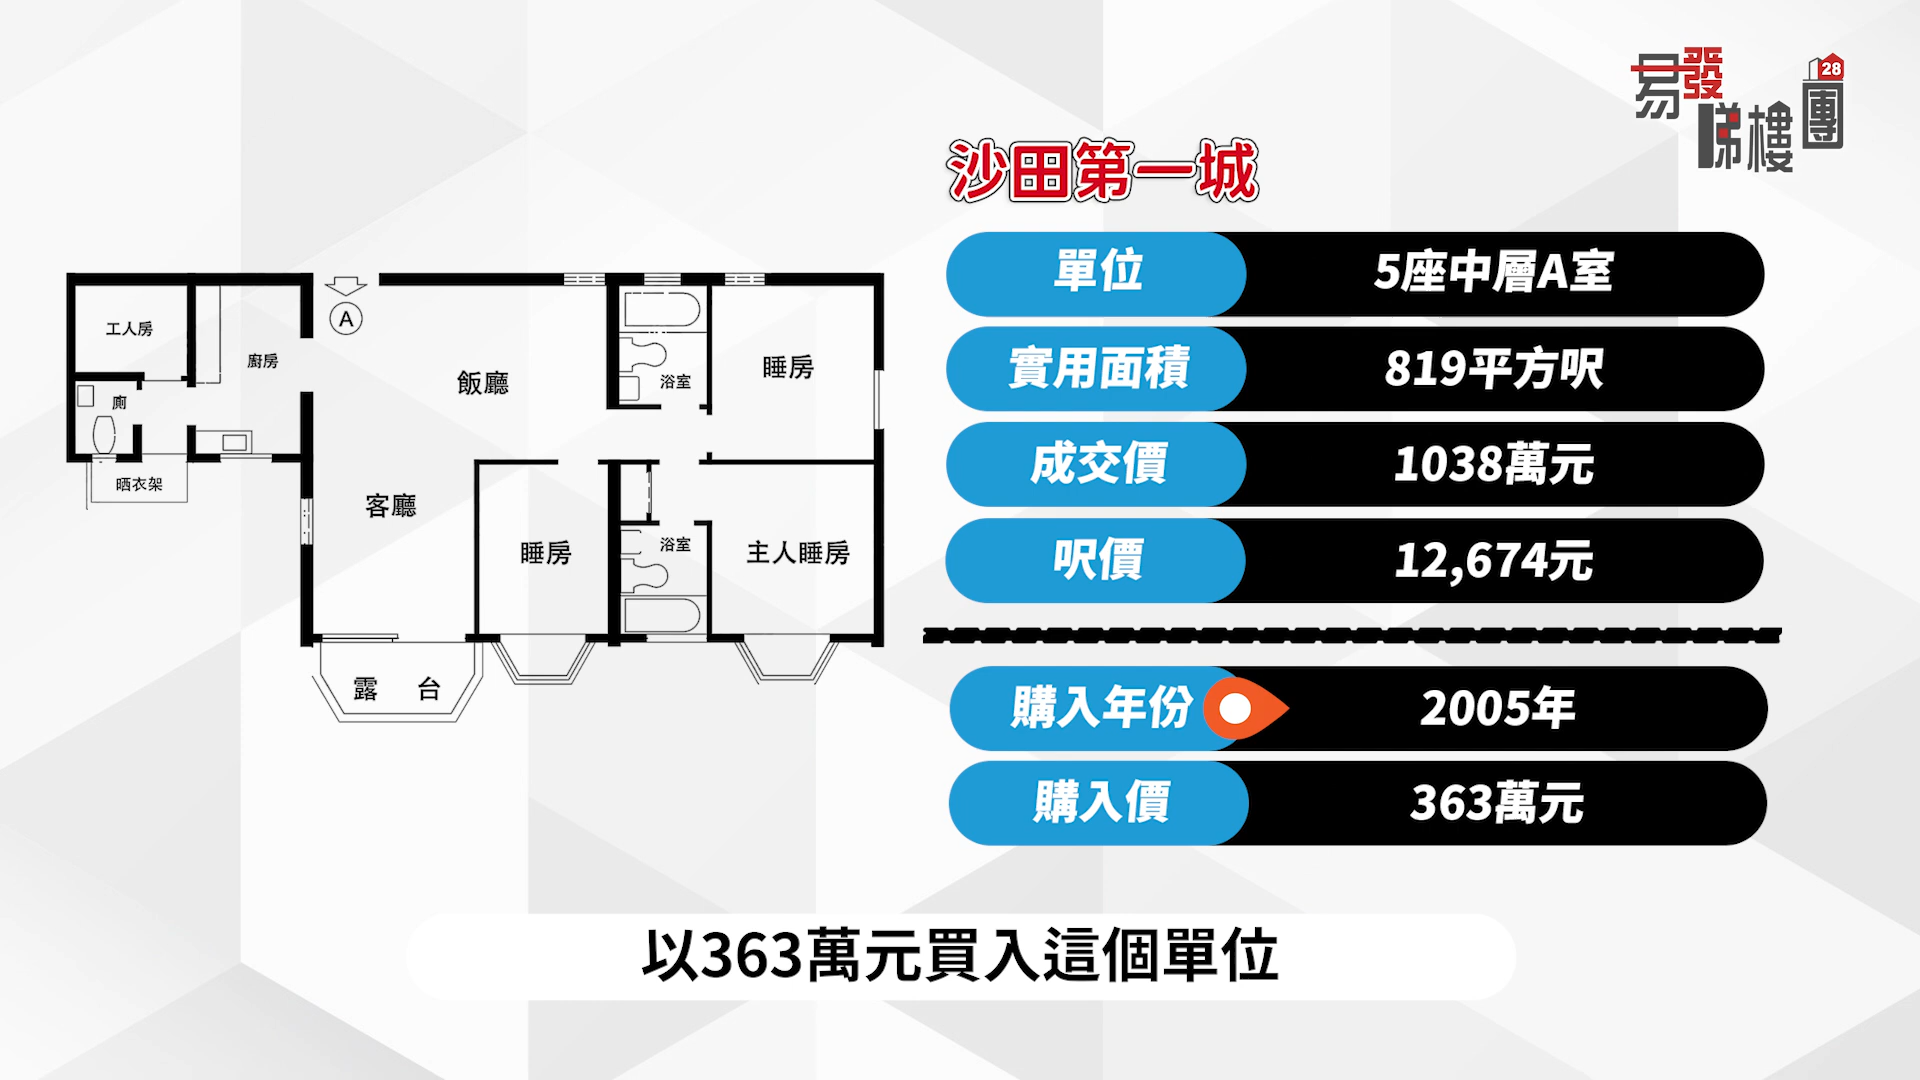 易發睇樓團
28
沙田第一城
單位 5座中層A室
實用面積 819平方呎
成交價 1038萬元
呎價 12,674元
購入年份 2005年
購入價 363萬元
工人房
廚房
A
飯廳
浴室
睡房
廁
晒衣架
客廳
睡房
浴室
主人睡房
露台
以363萬元買入這個單位